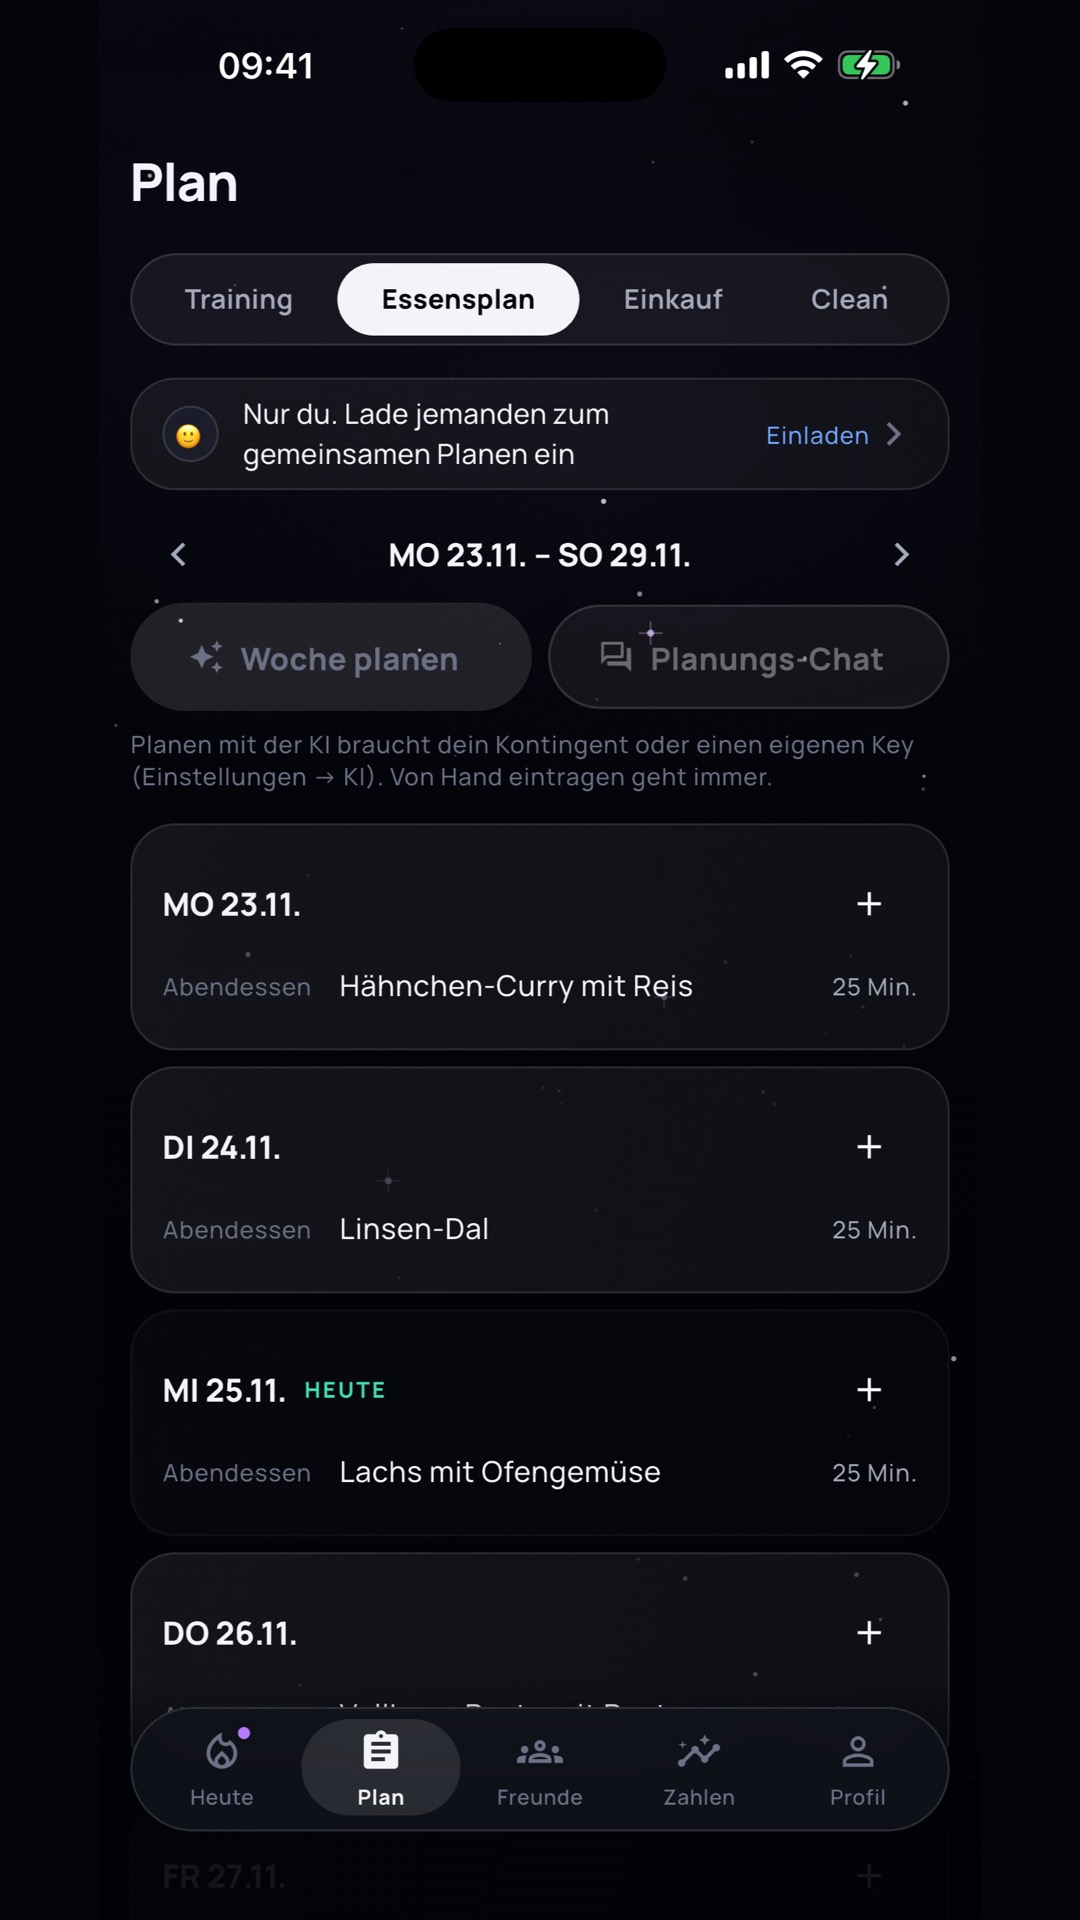 09:41
Plan
Training
Essensplan
Einkauf
Clean
Nur du. Lade jemanden zum
gemeinsamen Planen ein
Einladen
MO 23.11. – SO 29.11.
Woche planen
Planungs-Chat
Planen mit der KI braucht dein Kontingent oder einen eigenen Key
(Einstellungen → KI). Von Hand eintragen geht immer.
MO 23.11.
Abendessen Hähnchen-Curry mit Reis 25 Min.
DI 24.11.
Abendessen Linsen-Dal 25 Min.
MI 25.11. HEUTE
Abendessen Lachs mit Ofengemüse 25 Min.
DO 26.11.
Heute
Plan
Freunde
Zahlen
Profil
FR 27.11.